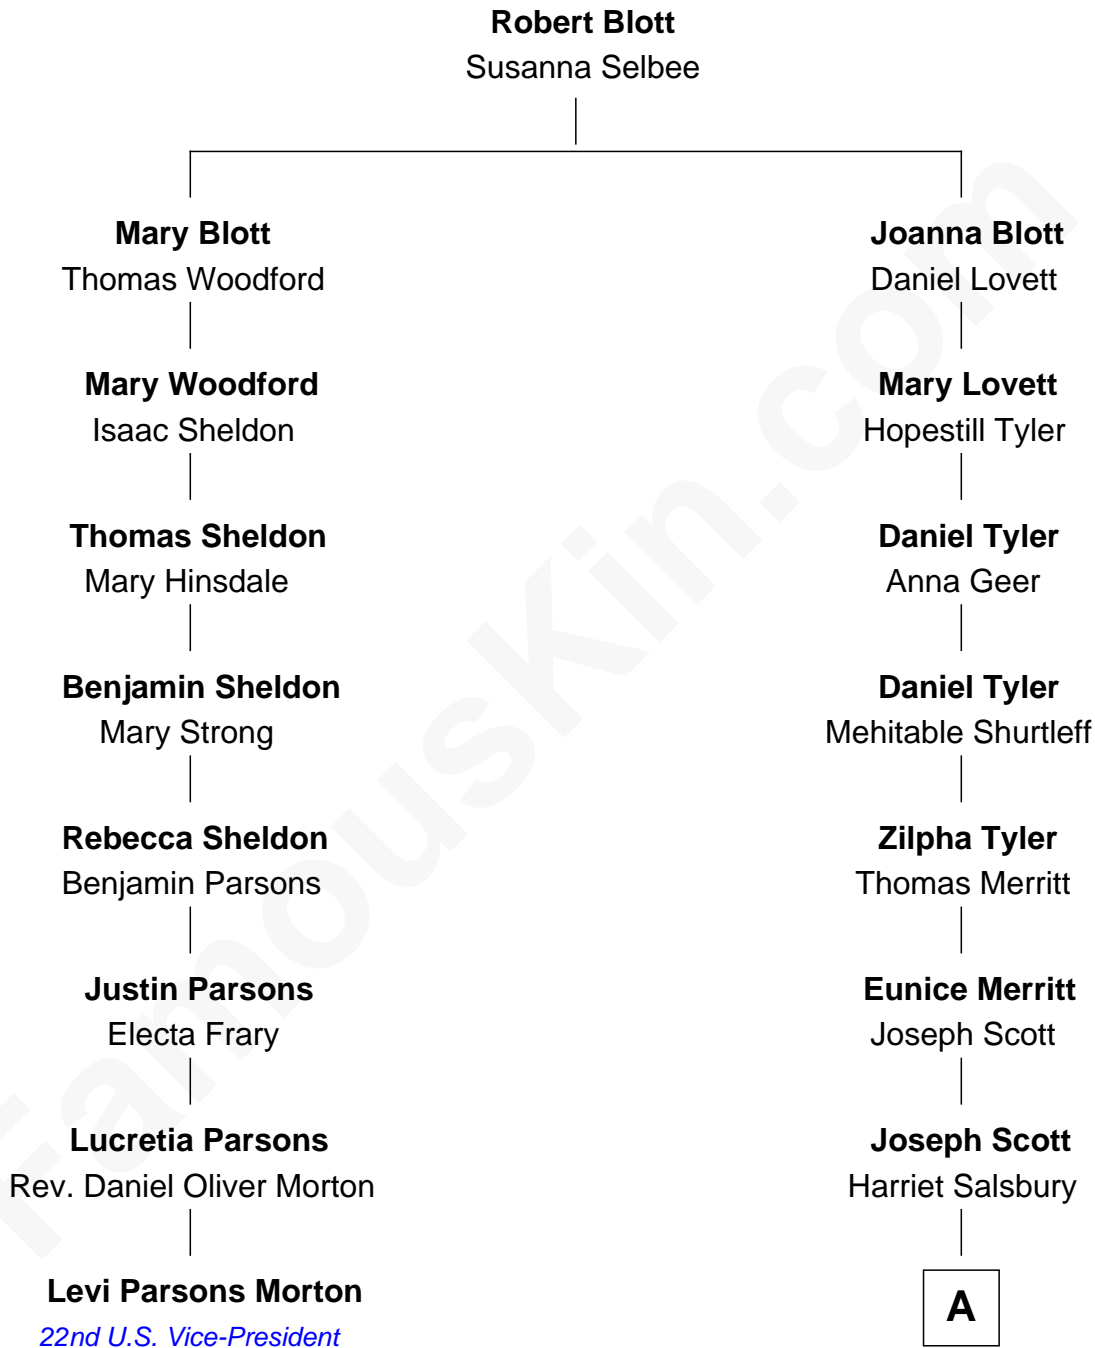 Robert Blott
Susanna Selbee
Mary Blott
Thomas Woodford
Joanna Blott
Daniel Lovett
Mary Woodford
Isaac Sheldon
Mary Lovett
Hopestill Tyler
Thomas Sheldon
Mary Hinsdale
Daniel Tyler
Anna Geer
Benjamin Sheldon
Mary Strong
Daniel Tyler
Mehitable Shurtleff
Rebecca Sheldon
Benjamin Parsons
Zilpha Tyler
Thomas Merritt
Justin Parsons
Electa Frary
Eunice Merritt
Joseph Scott
Lucretia Parsons
Rev. Daniel Oliver Morton
Joseph Scott
Harriet Salsbury
Levi Parsons Morton
22nd U.S. Vice-President
A
FamousKin.com